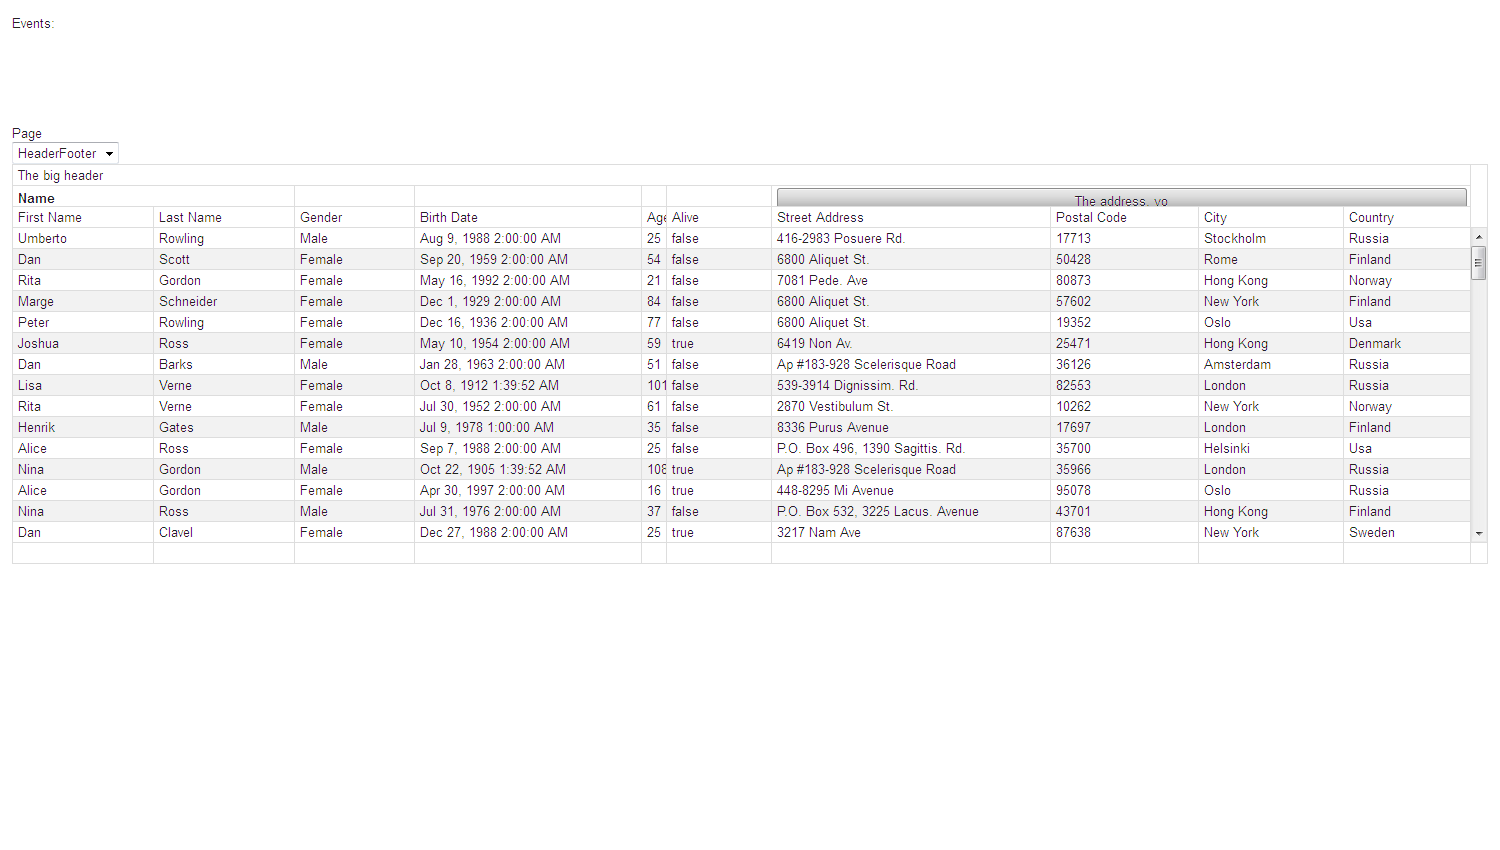 Events:
Page
HeaderFooter
The big header
Name The address, yo
First Name Last Name Gender Birth Date Age Alive Street Address Postal Code City Country
Umberto Rowling Male Aug 9, 1988 2:00:00 AM 25 false 416-2983 Posuere Rd. 17713 Stockholm Russia
Dan Scott Female Sep 20, 1959 2:00:00 AM 54 false 6800 Aliquet St. 50428 Rome Finland
Rita Gordon Female May 16, 1992 2:00:00 AM 21 false 7081 Pede. Ave 80873 Hong Kong Norway
Marge Schneider Female Dec 1, 1929 2:00:00 AM 84 false 6800 Aliquet St. 57602 New York Finland
Peter Rowling Female Dec 16, 1936 2:00:00 AM 77 false 6800 Aliquet St. 19352 Oslo Usa
Joshua Ross Female May 10, 1954 2:00:00 AM 59 true 6419 Non Av. 25471 Hong Kong Denmark
Dan Barks Male Jan 28, 1963 2:00:00 AM 51 false Ap #183-928 Scelerisque Road 36126 Amsterdam Russia
Lisa Verne Female Oct 8, 1912 1:39:52 AM 101 false 539-3914 Dignissim. Rd. 82553 London Russia
Rita Verne Female Jul 30, 1952 2:00:00 AM 61 false 2870 Vestibulum St. 10262 New York Norway
Henrik Gates Male Jul 9, 1978 1:00:00 AM 35 false 8336 Purus Avenue 17697 London Finland
Alice Ross Female Sep 7, 1988 2:00:00 AM 25 false P.O. Box 496, 1390 Sagittis. Rd. 35700 Helsinki Usa
Nina Gordon Male Oct 22, 1905 1:39:52 AM 108 true Ap #183-928 Scelerisque Road 35966 London Russia
Alice Gordon Female Apr 30, 1997 2:00:00 AM 16 true 448-8295 Mi Avenue 95078 Oslo Russia
Nina Ross Male Jul 31, 1976 2:00:00 AM 37 false P.O. Box 532, 3225 Lacus. Avenue 43701 Hong Kong Finland
Dan Clavel Female Dec 27, 1988 2:00:00 AM 25 true 3217 Nam Ave 87638 New York Sweden